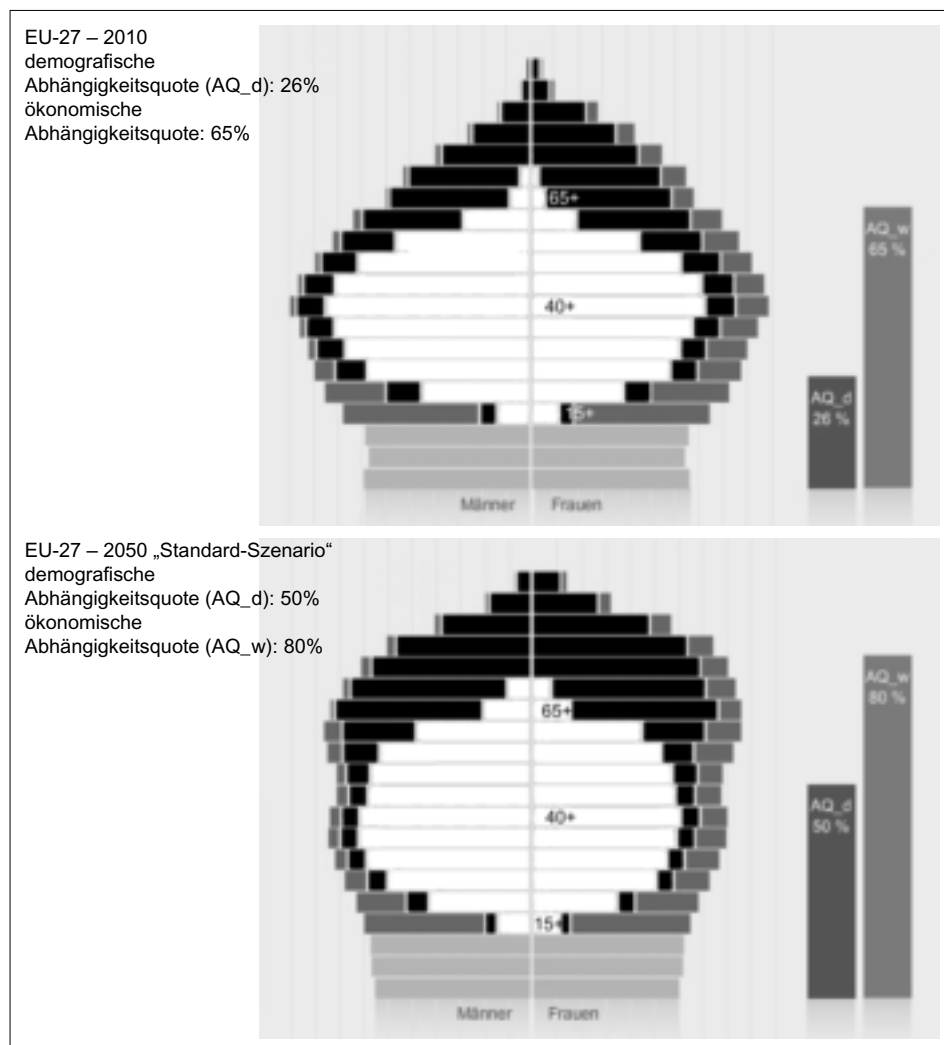 EU-27 – 2010
demografische
Abhängigkeitsquote (AQ_d): 26%
ökonomische
Abhängigkeitsquote: 65%
65+
40+
15+
Männer Frauen
AQ_d
26 %
AQ_w
65 %
EU-27 – 2050 „Standard-Szenario“
demografische
Abhängigkeitsquote (AQ_d): 50%
ökonomische
Abhängigkeitsquote (AQ_w): 80%
65+
40+
15+
Männer Frauen
AQ_d
50 %
AQ_w
80 %